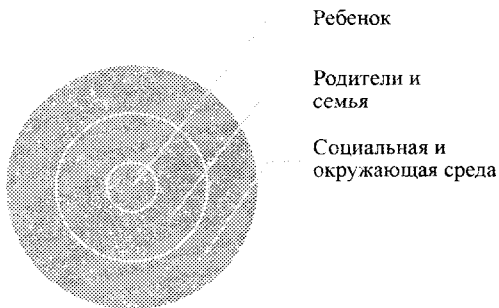 Ребенок
Родители и
семья
Социальная и
окружающая среда